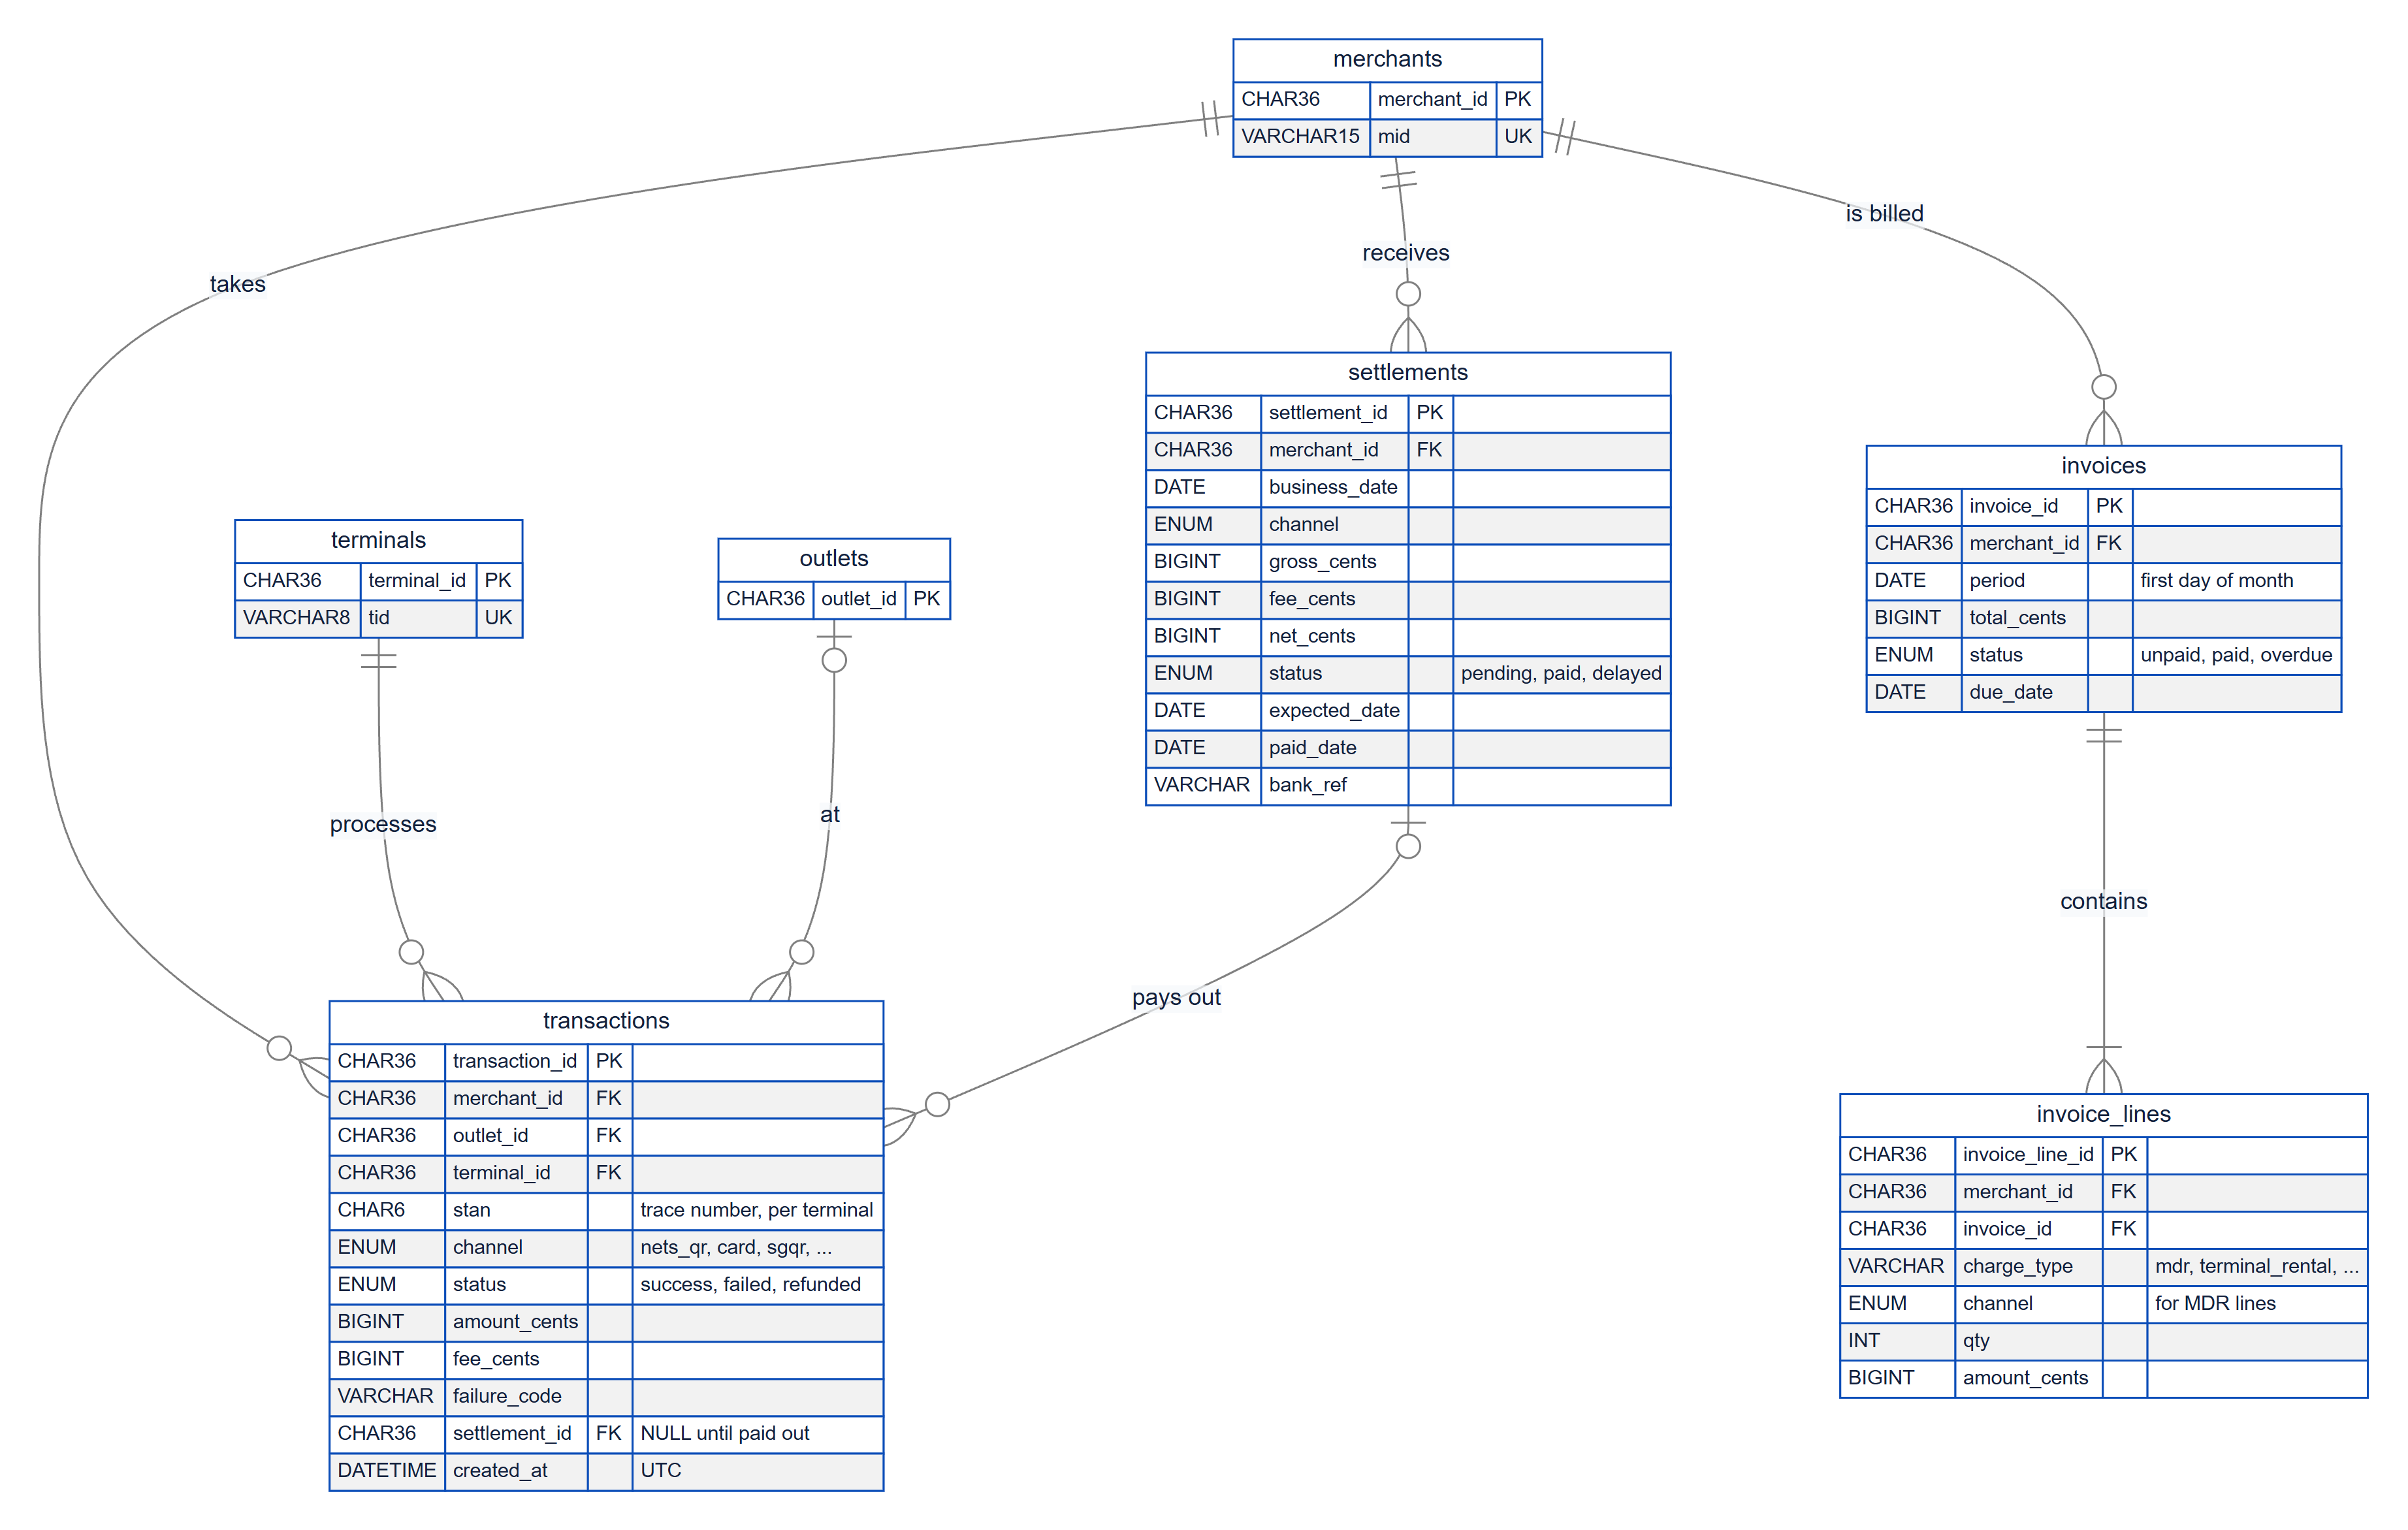 merchants
CHAR36 merchant_id PK
VARCHAR15 mid UK
is billed
receives
takes
settlements
CHAR36 settlement_id PK
CHAR36 merchant_id FK
DATE business_date
ENUM channel
BIGINT gross_cents
BIGINT fee_cents
BIGINT net_cents
ENUM status pending, paid, delayed
DATE expected_date
DATE paid_date
VARCHAR bank_ref
invoices
CHAR36 invoice_id PK
CHAR36 merchant_id FK
DATE period first day of month
BIGINT total_cents
ENUM status unpaid, paid, overdue
DATE due_date
terminals
CHAR36 terminal_id PK
VARCHAR8 tid UK
outlets
CHAR36 outlet_id PK
processes
at
contains
pays out
transactions
CHAR36 transaction_id PK
CHAR36 merchant_id FK
CHAR36 outlet_id FK
CHAR36 terminal_id FK
CHAR6 stan trace number, per terminal
ENUM channel nets_qr, card, sgqr, ...
ENUM status success, failed, refunded
BIGINT amount_cents
BIGINT fee_cents
VARCHAR failure_code
CHAR36 settlement_id FK NULL until paid out
DATETIME created_at UTC
invoice_lines
CHAR36 invoice_line_id PK
CHAR36 merchant_id FK
CHAR36 invoice_id FK
VARCHAR charge_type mdr, terminal_rental, ...
ENUM channel for MDR lines
INT qty
BIGINT amount_cents